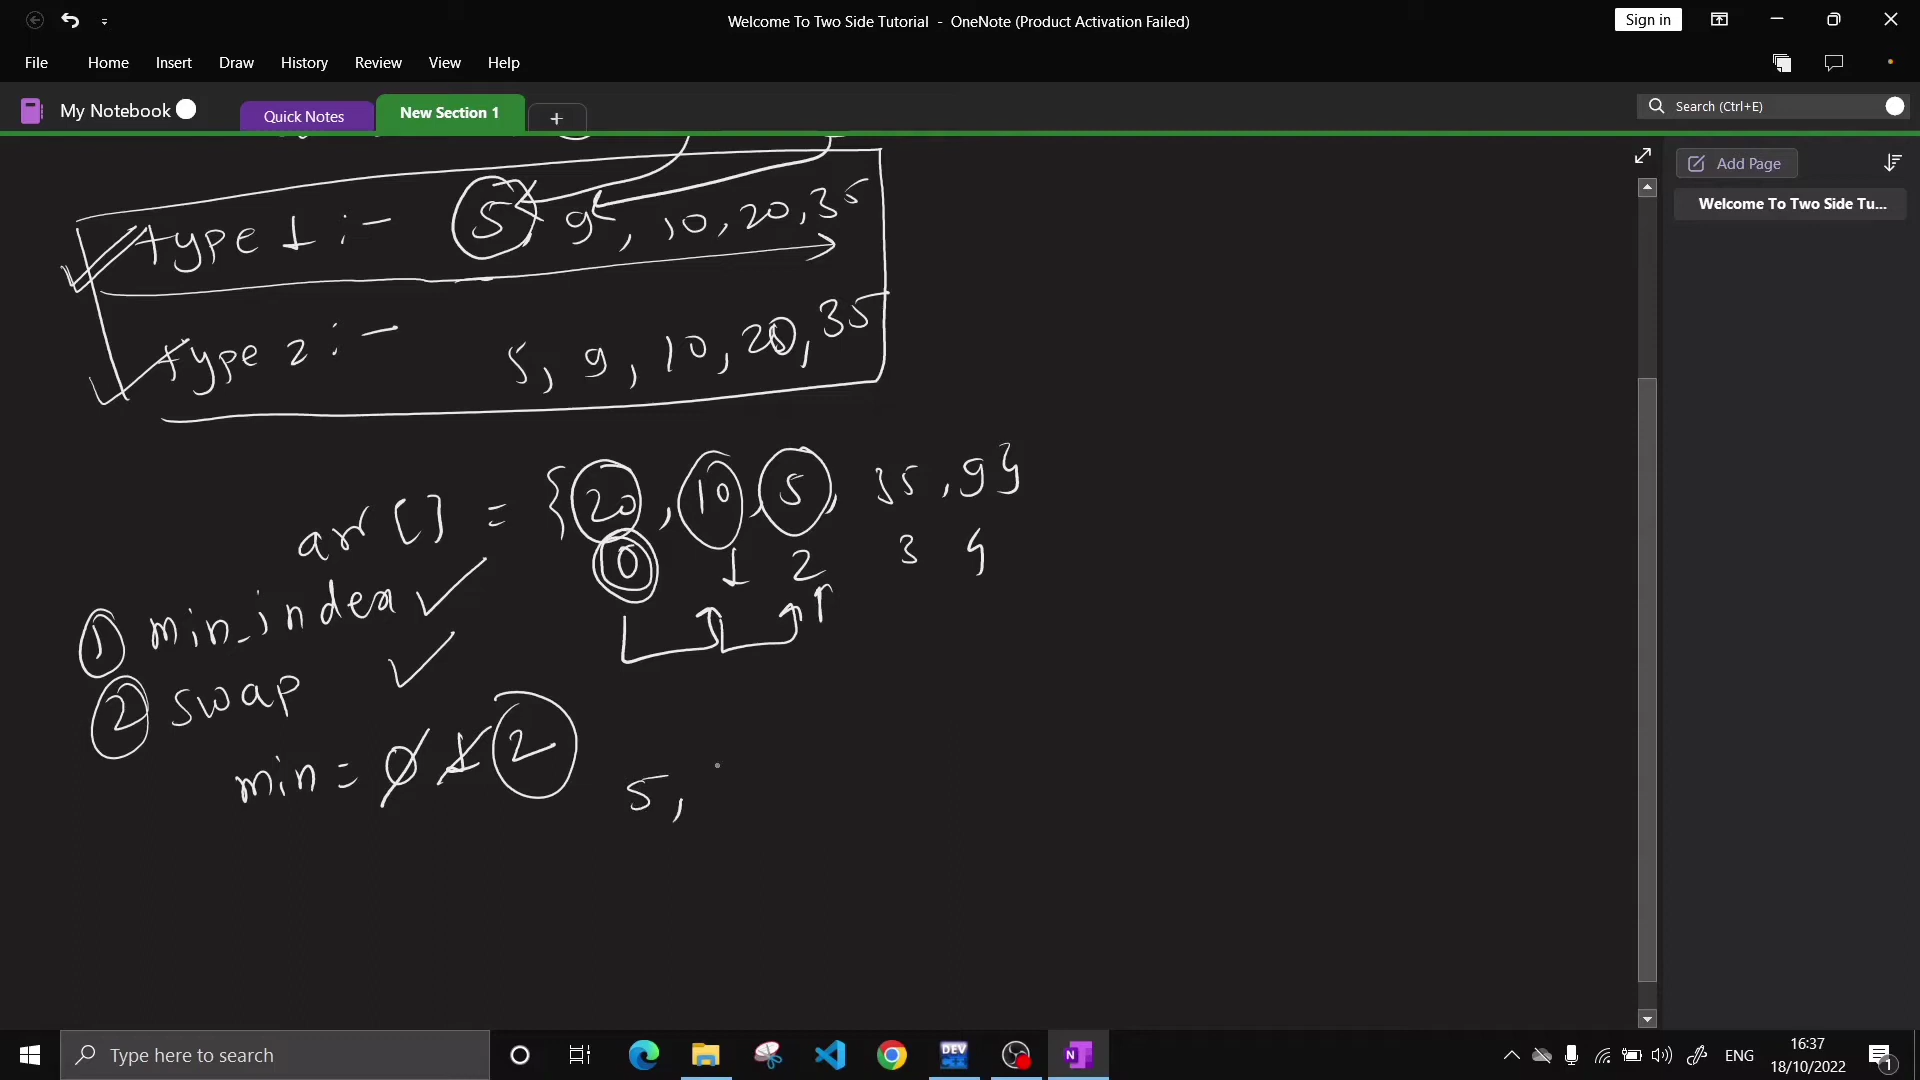 Welcome To Two Side Tutorial - OneNote (Product Activation Failed)
Sign in
File Home Insert Draw History Review View Help
My Notebook
Quick Notes
New Section 1
+
Search (Ctrl+E)
Add Page
Welcome To Two Side Tu...
type 1 :- 5, 9, 10, 20, 35
type 2 :- 5, 9, 10, 20, 35
arr [] = {20, 10, 5, 35, 9}
0 1 2 3 4
1 min_index
2 swap
min = 0 1 2
5,
Type here to search
DEV
N
ENG
16:37
18/10/2022
1